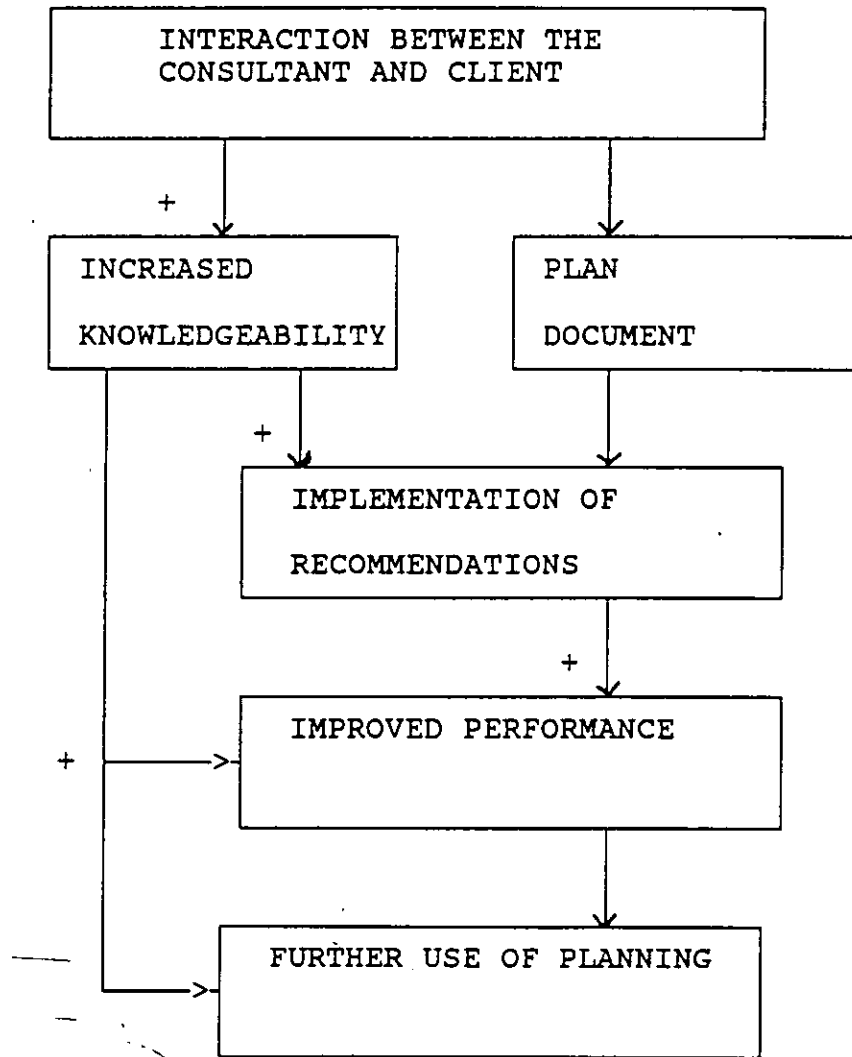 INTERACTION BETWEEN THE
CONSULTANT AND CLIENT
+
INCREASED
KNOWLEDGEABILITY
PLAN
DOCUMENT
+
IMPLEMENTATION OF
RECOMMENDATIONS
+
IMPROVED PERFORMANCE
+
FURTHER USE OF PLANNING